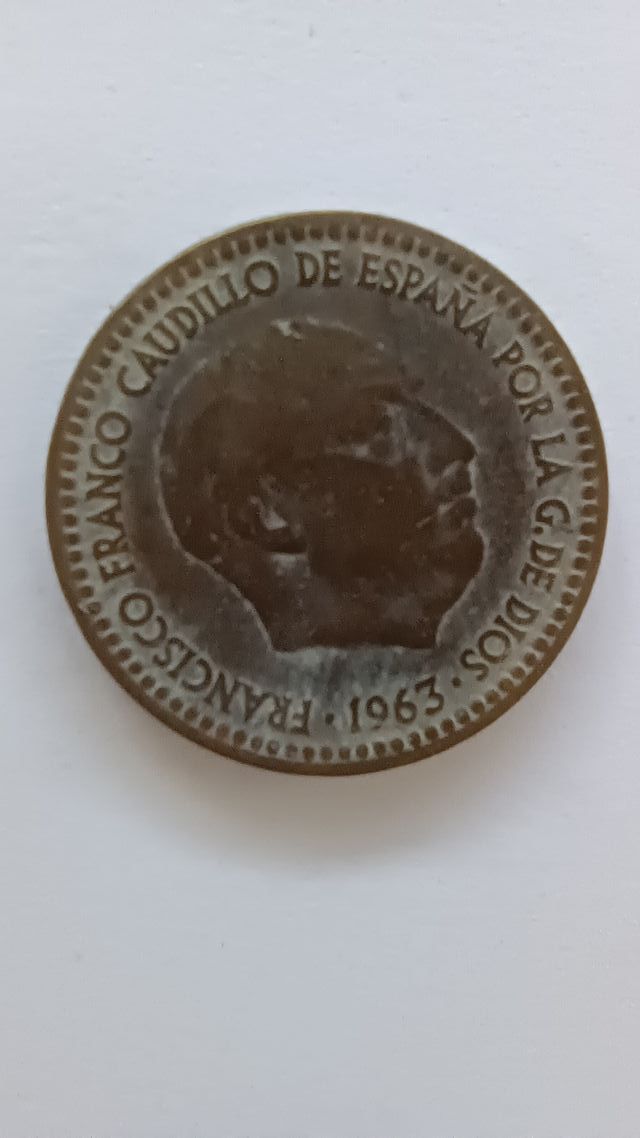 FRANCISCO FRANCO CAUDILLO DE ESPAÑA POR LA G. DE DIOS
· 1963 ·